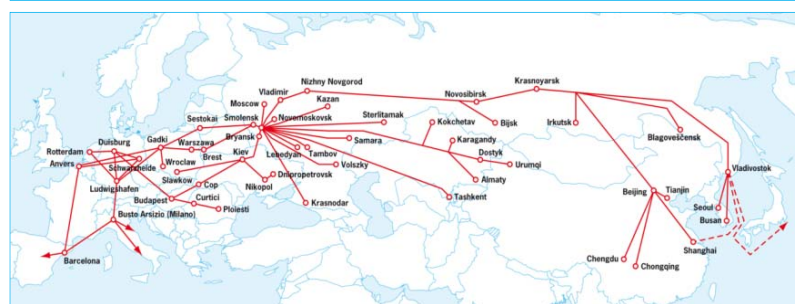 Nizhny Novgorod
Krasnoyarsk
Vladimir
Novosibirsk
Moscow
Kazan
Sestokai
Smolensk
Novomoskovsk
Sterlitamak
Kokchetav
Bijsk
Irkutsk
Blagoveščensk
Duisburg
Gadki
Bryansk
Samara
Karagandy
Rotterdam
Warszawa
Lebedyan
Tambov
Dostyk
Anvers
Brest
Kiev
Volszky
Urumqi
Schwarzheide
Wroclaw
Slawkow
Dnipropetrovsk
Almaty
Vladivostok
Ludwigshafen
Cop
Nikopol
Tashkent
Beijing
Tianjin
Budapest
Curtici
Krasnodar
Seoul
Busto Arsizio (Milano)
Ploiesti
Busan
Shanghai
Barcelona
Chengdu
Chongqing